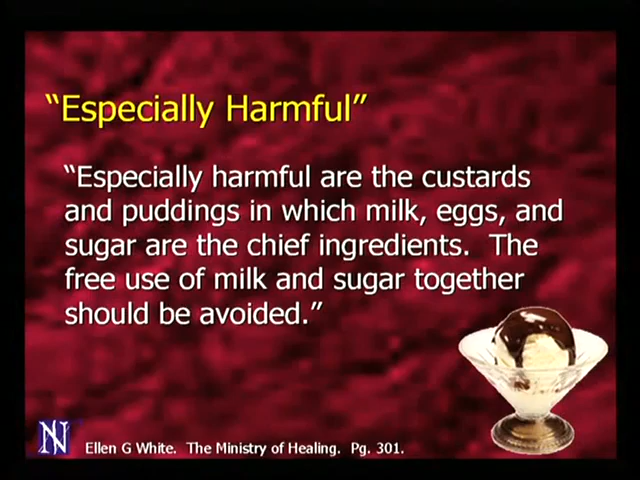 “Especially Harmful”
“Especially harmful are the custards
and puddings in which milk, eggs, and
sugar are the chief ingredients.  The
free use of milk and sugar together
should be avoided.”
N
Ellen G White.  The Ministry of Healing.  Pg. 301.